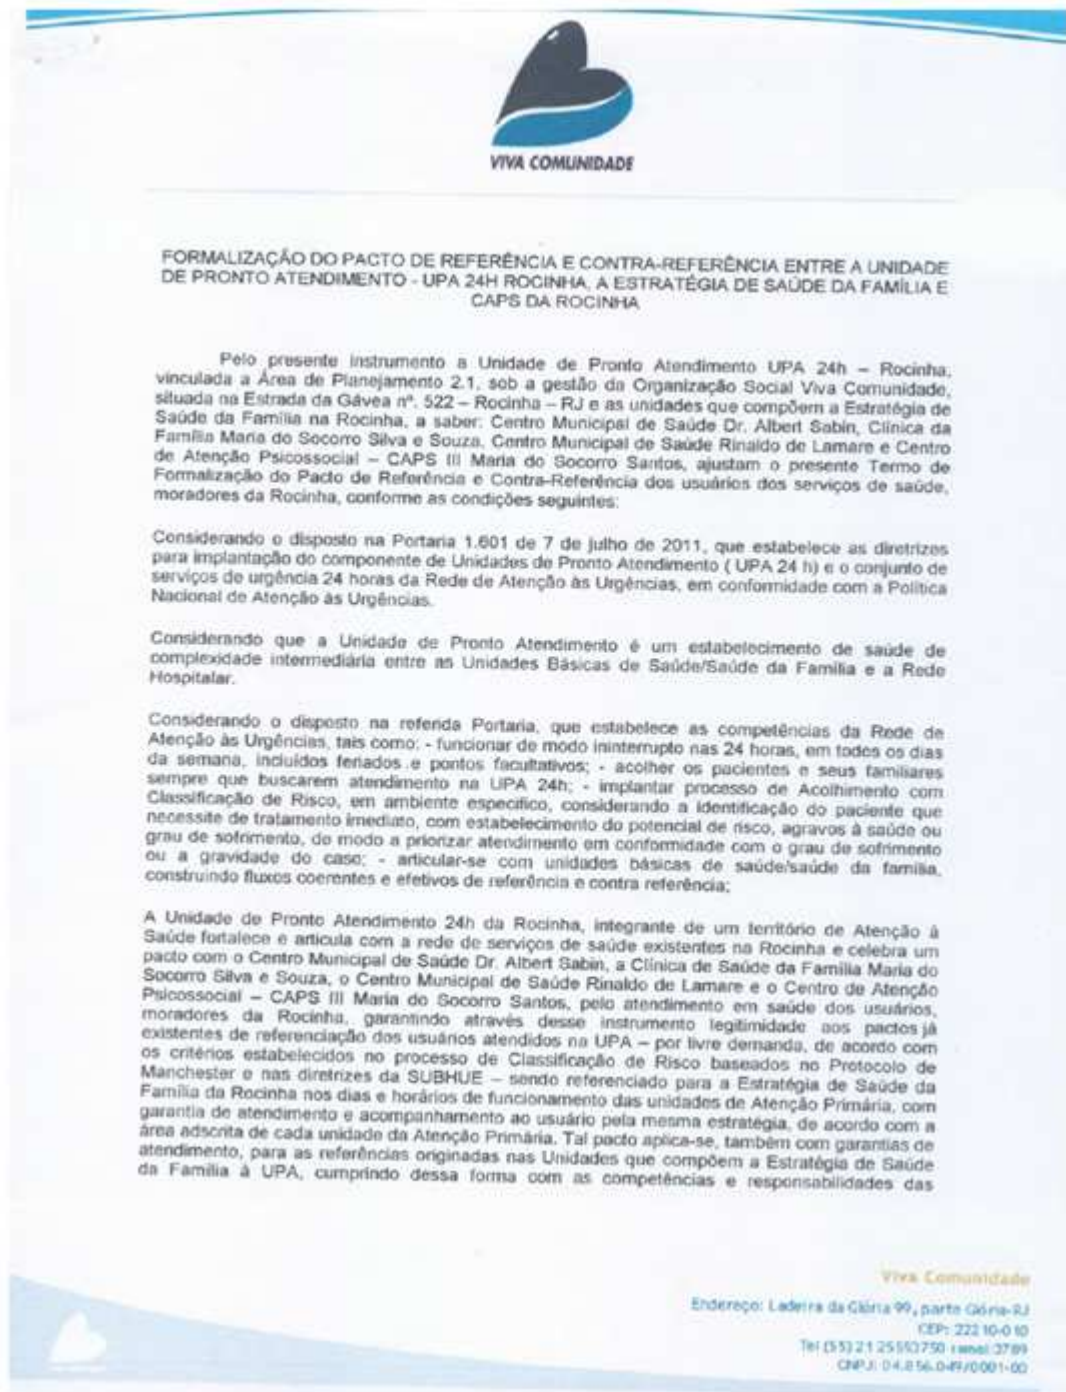 VIVA COMUNIDADE
FORMALIZAÇÃO DO PACTO DE REFERÊNCIA E CONTRA-REFERÊNCIA ENTRE A UNIDADE
DE PRONTO ATENDIMENTO - UPA 24H ROCINHA, A ESTRATÉGIA DE SAÚDE DA FAMÍLIA E
CAPS DA ROCINHA
Pelo presente instrumento a Unidade de Pronto Atendimento UPA 24h – Rocinha,
vinculada a Área de Planejamento 2.1, sob a gestão da Organização Social Viva Comunidade,
situada na Estrada da Gávea nº. 522 – Rocinha – RJ e as unidades que compõem a Estratégia de
Saúde da Família na Rocinha, a saber: Centro Municipal de Saúde Dr. Albert Sabin, Clínica da
Família Maria do Socorro Silva e Souza, Centro Municipal de Saúde Rinaldo de Lamare e Centro
de Atenção Psicossocial – CAPS III Maria do Socorro Santos, ajustam o presente Termo de
Formalização do Pacto de Referência e Contra-Referência dos usuários dos serviços de saúde,
moradores da Rocinha, conforme as condições seguintes:
Considerando o disposto na Portaria 1.601 de 7 de julho de 2011, que estabelece as diretrizes
para implantação do componente de Unidades de Pronto Atendimento ( UPA 24 h) e o conjunto de
serviços de urgência 24 horas da Rede de Atenção às Urgências, em conformidade com a Política
Nacional de Atenção às Urgências.
Considerando que a Unidade de Pronto Atendimento é um estabelecimento de saúde de
complexidade intermediária entre as Unidades Básicas de Saúde/Saúde da Família e a Rede
Hospitalar.
Considerando o disposto na referida Portaria, que estabelece as competências da Rede de
Atenção às Urgências, tais como: - funcionar de modo ininterrupto nas 24 horas, em todos os dias
da semana, incluídos feriados e pontos facultativos; - acolher os pacientes e seus familiares
sempre que buscarem atendimento na UPA 24h; - implantar processo de Acolhimento com
Classificação de Risco, em ambiente especifico, considerando a identificação do paciente que
necessite de tratamento imediato, com estabelecimento do potencial de risco, agravos à saúde ou
grau de sofrimento, de modo a priorizar atendimento em conformidade com o grau de sofrimento
ou a gravidade do caso; - articular-se com unidades básicas de saúde/saúde da família,
construindo fluxos coerentes e efetivos de referência e contra referência;
A Unidade de Pronto Atendimento 24h da Rocinha, integrante de um território de Atenção à
Saúde fortalece e articula com a rede de serviços de saúde existentes na Rocinha e celebra um
pacto com o Centro Municipal de Saúde Dr. Albert Sabin, a Clínica de Saúde da Família Maria do
Socorro Silva e Souza, o Centro Municipal de Saúde Rinaldo de Lamare e o Centro de Atenção
Psicossocial – CAPS III Maria do Socorro Santos, pelo atendimento em saúde dos usuários,
moradores da Rocinha, garantindo através desse instrumento legitimidade aos pactos já
existentes de referenciação dos usuários atendidos na UPA – por livre demanda, de acordo com
os critérios estabelecidos no processo de Classificação de Risco baseados no Protocolo de
Manchester e nas diretrizes da SUBHUE – sendo referenciado para a Estratégia de Saúde da
Família da Rocinha nos dias e horários de funcionamento das unidades de Atenção Primária, com
garantia de atendimento e acompanhamento ao usuário pela mesma estratégia, de acordo com a
área adscrita de cada unidade da Atenção Primária. Tal pacto aplica-se, também com garantias de
atendimento, para as referências originadas nas Unidades que compõem a Estratégia de Saúde
da Família à UPA, cumprindo dessa forma com as competências e responsabilidades das
Viva Comunidade
Endereço: Ladeira da Glória 99, parte Glória-RJ
CEP: 22210-010
Tel (55) 21 25553750 ramal 3789
CNPJ: 04.856.049/0001-00